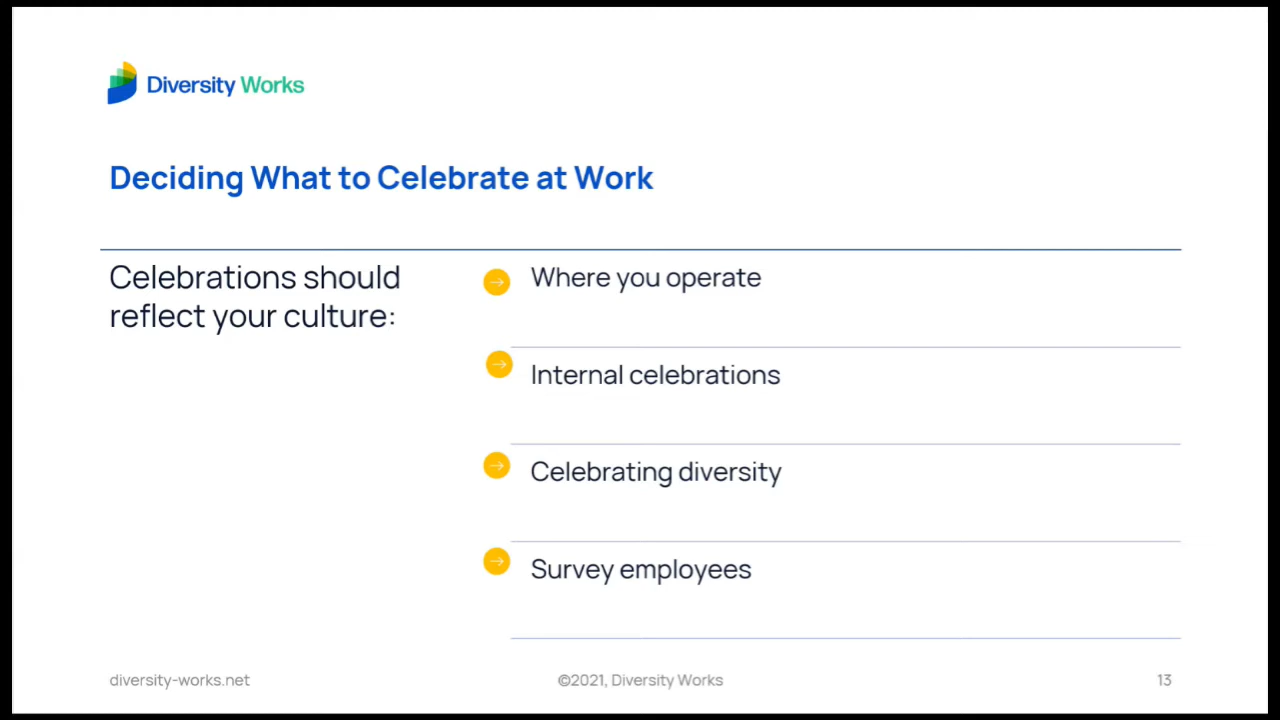 Diversity Works
Deciding What to Celebrate at Work
Celebrations should
reflect your culture:
Where you operate
Internal celebrations
Celebrating diversity
Survey employees
diversity-works.net
©2021, Diversity Works
13